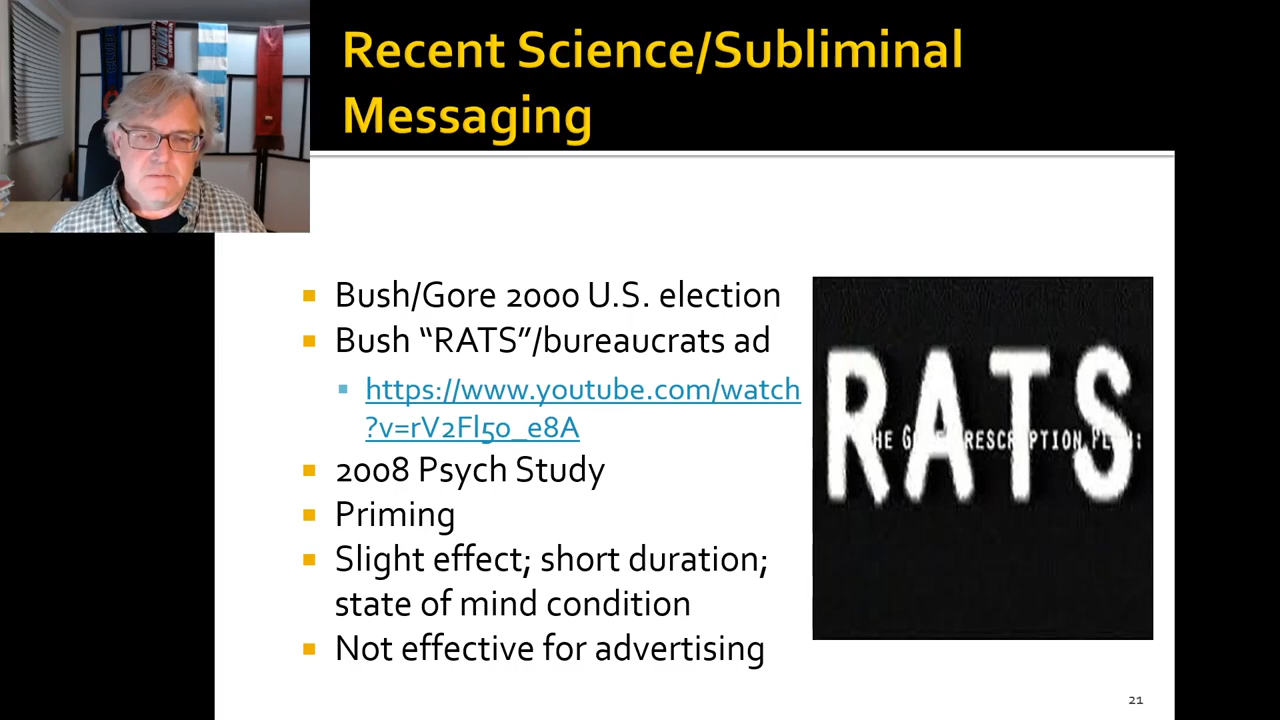 Recent Science/Subliminal
Messaging
Bush/Gore 2000 U.S. election
Bush “RATS”/bureaucrats ad
https://www.youtube.com/watch
?v=rV2Fl5o_e8A
2008 Psych Study
Priming
Slight effect; short duration;
state of mind condition
Not effective for advertising
RATS
21